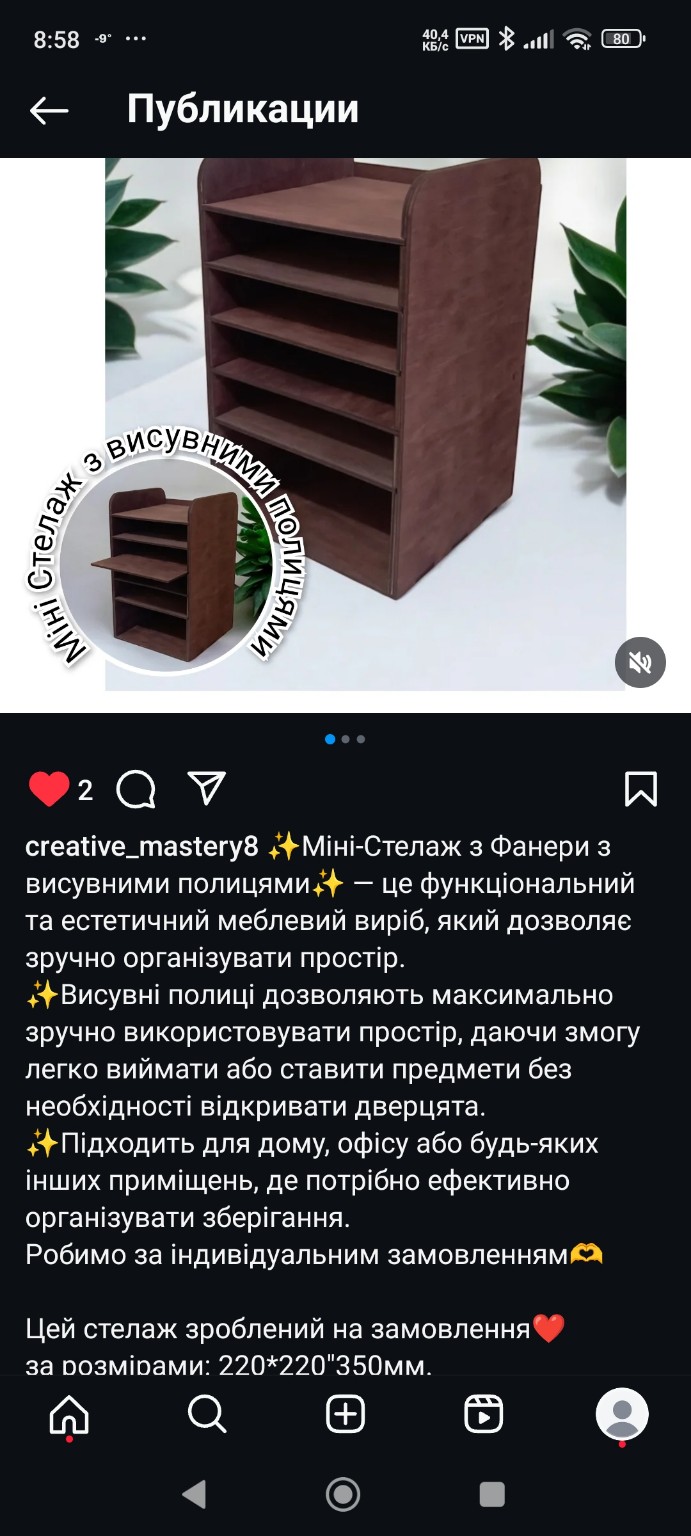 8:58 -9° ...
40,4
КБ/с VPN 80
Публикации
Міні Стелаж з висувними полицями
2
creative_mastery8 ✨Міні-Стелаж з Фанери з
висувними полицями✨ — це функціональний
та естетичний меблевий виріб, який дозволяє
зручно організувати простір.
✨Висувні полиці дозволяють максимально
зручно використовувати простір, даючи змогу
легко виймати або ставити предмети без
необхідності відкривати дверцята.
✨Підходить для дому, офісу або будь-яких
інших приміщень, де потрібно ефективно
організувати зберігання.
Робимо за індивідуальним замовленням🫶
Цей стелаж зроблений на замовлення❤️
за розмірами: 220*220"350мм.